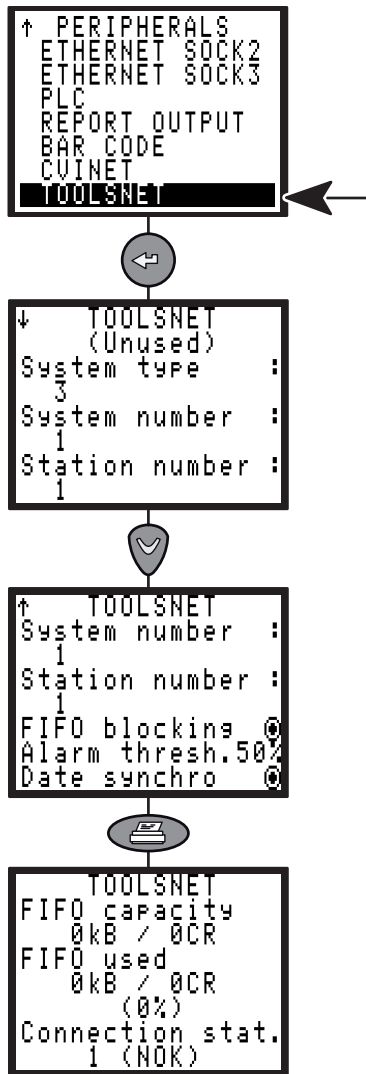 ↑ PERIPHERALS
ETHERNET SOCK2
ETHERNET SOCK3
PLC
REPORT OUTPUT
BAR CODE
CVINET
TOOLSNET
↓ TOOLSNET
(Unused)
System type :
3
System number :
1
Station number :
1
↑ TOOLSNET
System number :
1
Station number :
1
FIFO blocking
Alarm thresh.50%
Date synchro
TOOLSNET
FIFO capacity
0kB / 0CR
FIFO used
0kB / 0CR
(0%)
Connection stat.
1 (NOK)